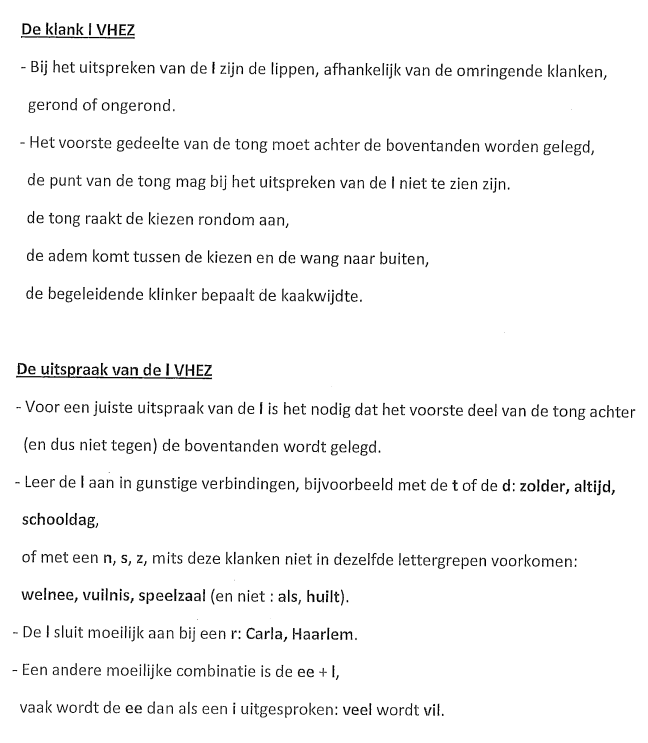 De klank l VHEZ
- Bij het uitspreken van de l zijn de lippen, afhankelijk van de omringende klanken,
gerond of ongerond.
- Het voorste gedeelte van de tong moet achter de boventanden worden gelegd,
de punt van de tong mag bij het uitspreken van de l niet te zien zijn.
de tong raakt de kiezen rondom aan,
de adem komt tussen de kiezen en de wang naar buiten,
de begeleidende klinker bepaalt de kaakwijdte.
De uitspraak van de l VHEZ
- Voor een juiste uitspraak van de l is het nodig dat het voorste deel van de tong achter
(en dus niet tegen) de boventanden wordt gelegd.
- Leer de l aan in gunstige verbindingen, bijvoorbeeld met de t of de d: zolder, altijd,
schooldag,
of met een n, s, z, mits deze klanken niet in dezelfde lettergrepen voorkomen:
welnee, vuilnis, speelzaal (en niet : als, huilt).
- De l sluit moeilijk aan bij een r: Carla, Haarlem.
- Een andere moeilijke combinatie is de ee + l,
vaak wordt de ee dan als een i uitgesproken: veel wordt vil.